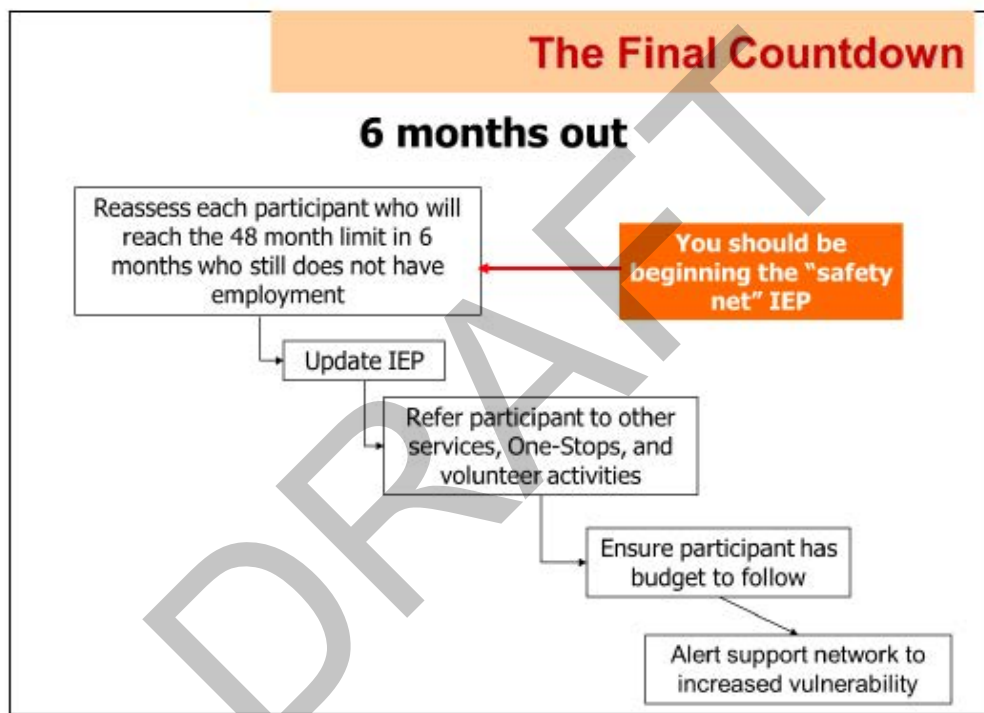 The Final Countdown
6 months out
Reassess each participant who will
reach the 48 month limit in 6
months who still does not have
employment
You should be
beginning the “safety
net” IEP
Update IEP
Refer participant to other
services, One-Stops, and
volunteer activities
Ensure participant has
budget to follow
Alert support network to
increased vulnerability
DRAFT